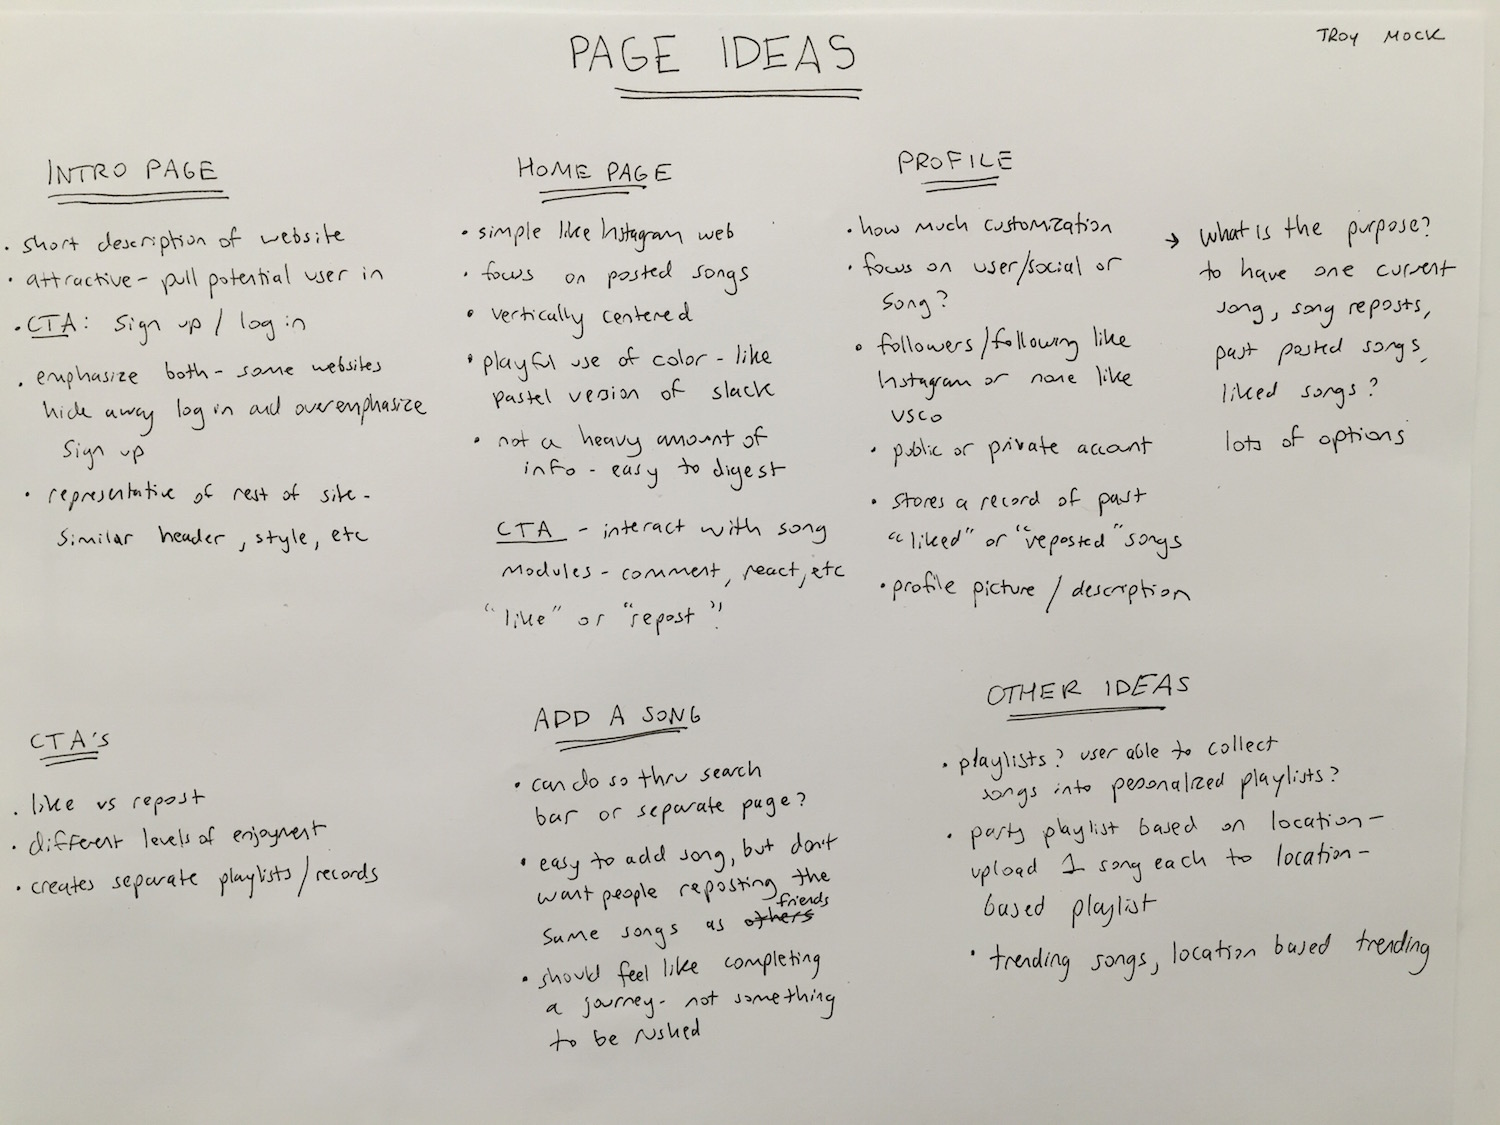 PAGE IDEAS
TROY MOCK
INTRO PAGE
• short description of website
• attractive - pull potential user in
• CTA: sign up / log in
• emphasize both - some websites
hide away log in and overemphasize
sign up
• representative of rest of site -
similar header, style, etc
HOME PAGE
• simple like Instagram web
• focus on posted songs
• vertically centered
• playful use of color - like
pastel version of slack
• not a heavy amount of
info - easy to digest
CTA - interact with song
modules - comment, react, etc
"like" or "repost"!
PROFILE
• how much customization
• focus on user/social or
song?
• followers/following like
Instagram or none like
VSCO
• public or private account
• stores a record of past
"liked" or "reposted" songs
• profile picture / description
→ what is the purpose?
to have one current
song, song reposts,
past posted songs,
liked songs?
lots of options
CTA's
• like vs repost
• different levels of enjoyment
• creates separate playlists/records
ADD A SONG
• can do so thru search
bar or separate page?
• easy to add song, but don't
want people reposting the
same songs as others friends
• should feel like completing
a journey - not something
to be rushed
OTHER IDEAS
• playlists? user able to collect
songs into pesonalized playlists?
• party playlist based on location -
upload 1 song each to location-
based playlist
• trending songs, location based trending